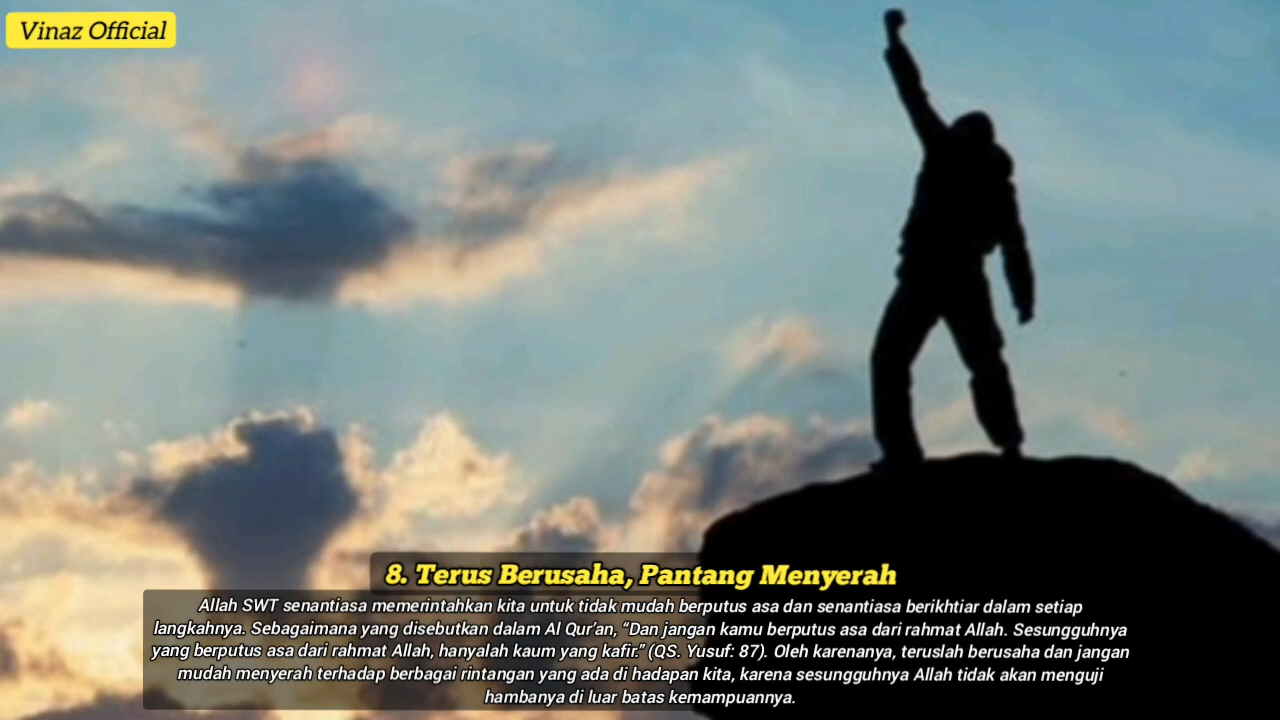 Vinaz Official
8. Terus Berusaha, Pantang Menyerah
Allah SWT senantiasa memerintahkan kita untuk tidak mudah berputus asa dan senantiasa berikhtiar dalam setiap
langkahnya. Sebagaimana yang disebutkan dalam Al Qur'an, “Dan jangan kamu berputus asa dari rahmat Allah. Sesungguhnya
yang berputus asa dari rahmat Allah, hanyalah kaum yang kafir.” (QS. Yusuf: 87). Oleh karenanya, teruslah berusaha dan jangan
mudah menyerah terhadap berbagai rintangan yang ada di hadapan kita, karena sesungguhnya Allah tidak akan menguji
hambanya di luar batas kemampuannya.